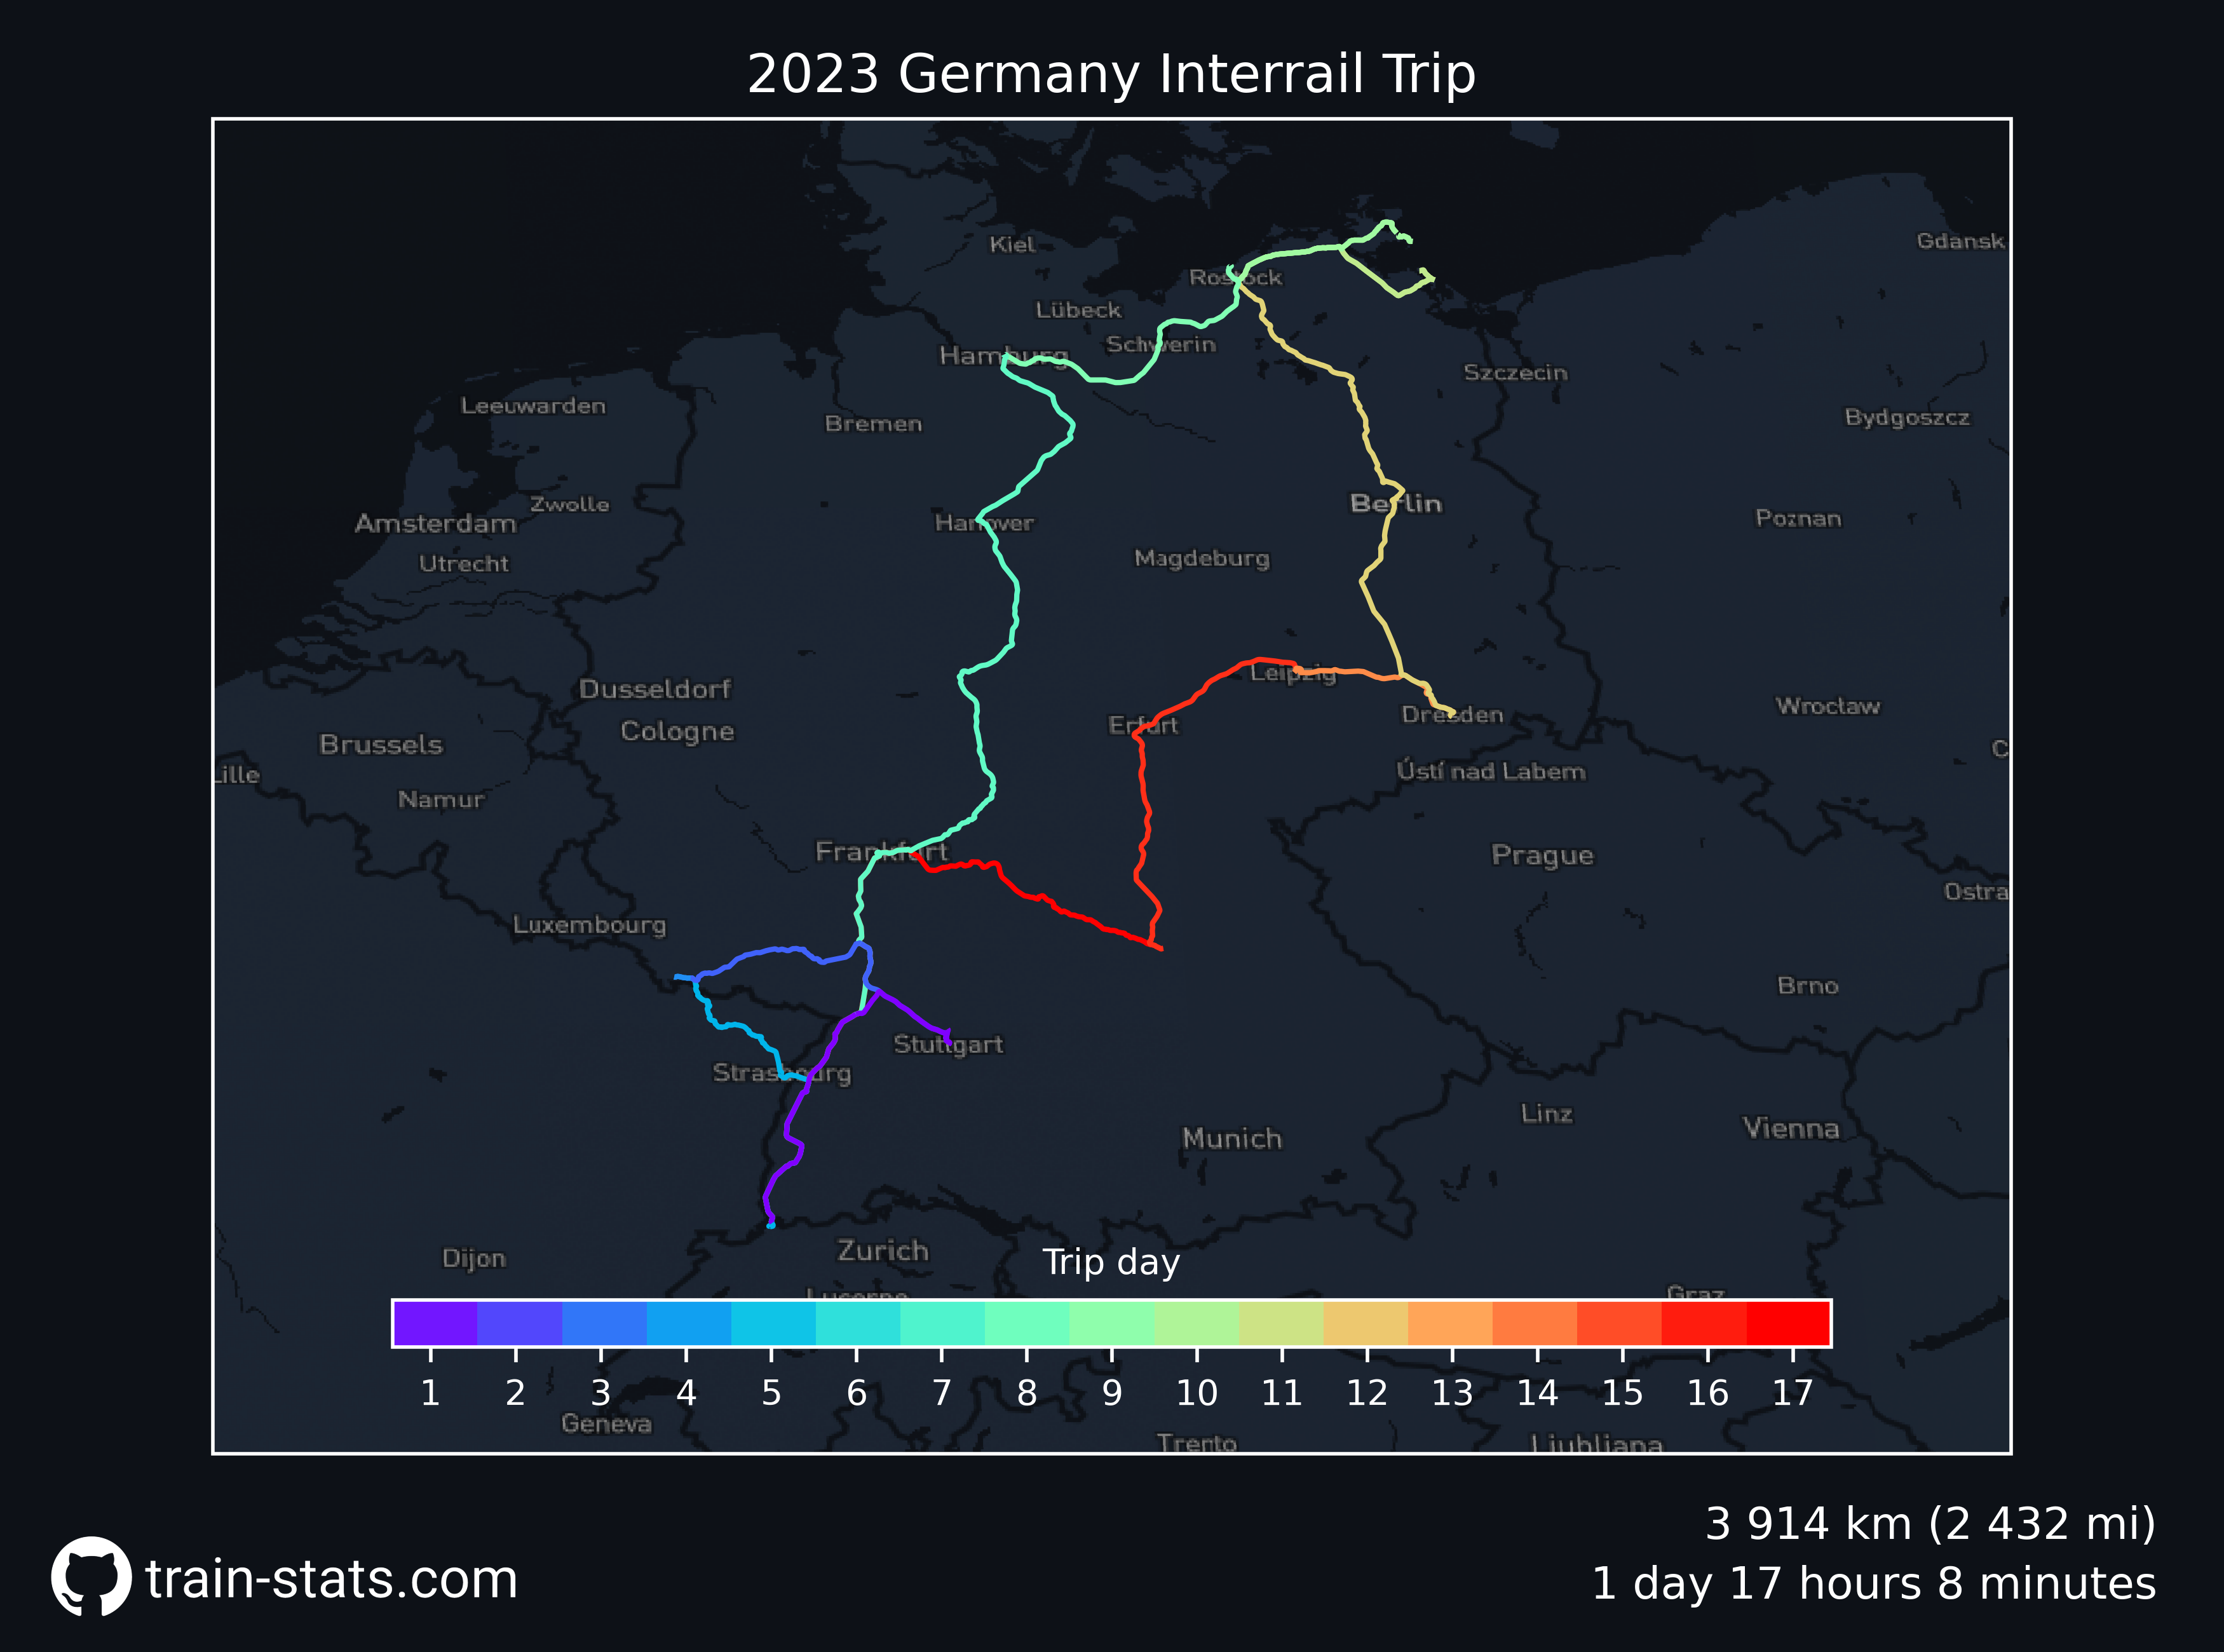 2023 Germany Interrail Trip
Gdansk
Kiel
Rostock
Lübeck
Schwerin
Hamburg
Szczecin
Leeuwarden
Bydgoszcz
Bremen
Zwolle
Berlin
Amsterdam
Hanover
Poznan
Utrecht
Magdeburg
Leipzig
Dusseldorf
Wrocław
Dresden
Erfurt
Cologne
Brussels
C
Lille
Ústí nad Labem
Namur
Frankfurt
Prague
Ostra
Luxembourg
Brno
Stuttgart
Strasbourg
Linz
Vienna
Munich
Zurich
Dijon
Trip day
Lucerne
Graz
1 2 3 4 5 6 7 8 9 10 11 12 13 14 15 16 17
Geneva
Trento
Ljubljana
3 914 km (2 432 mi)
train-stats.com
1 day 17 hours 8 minutes